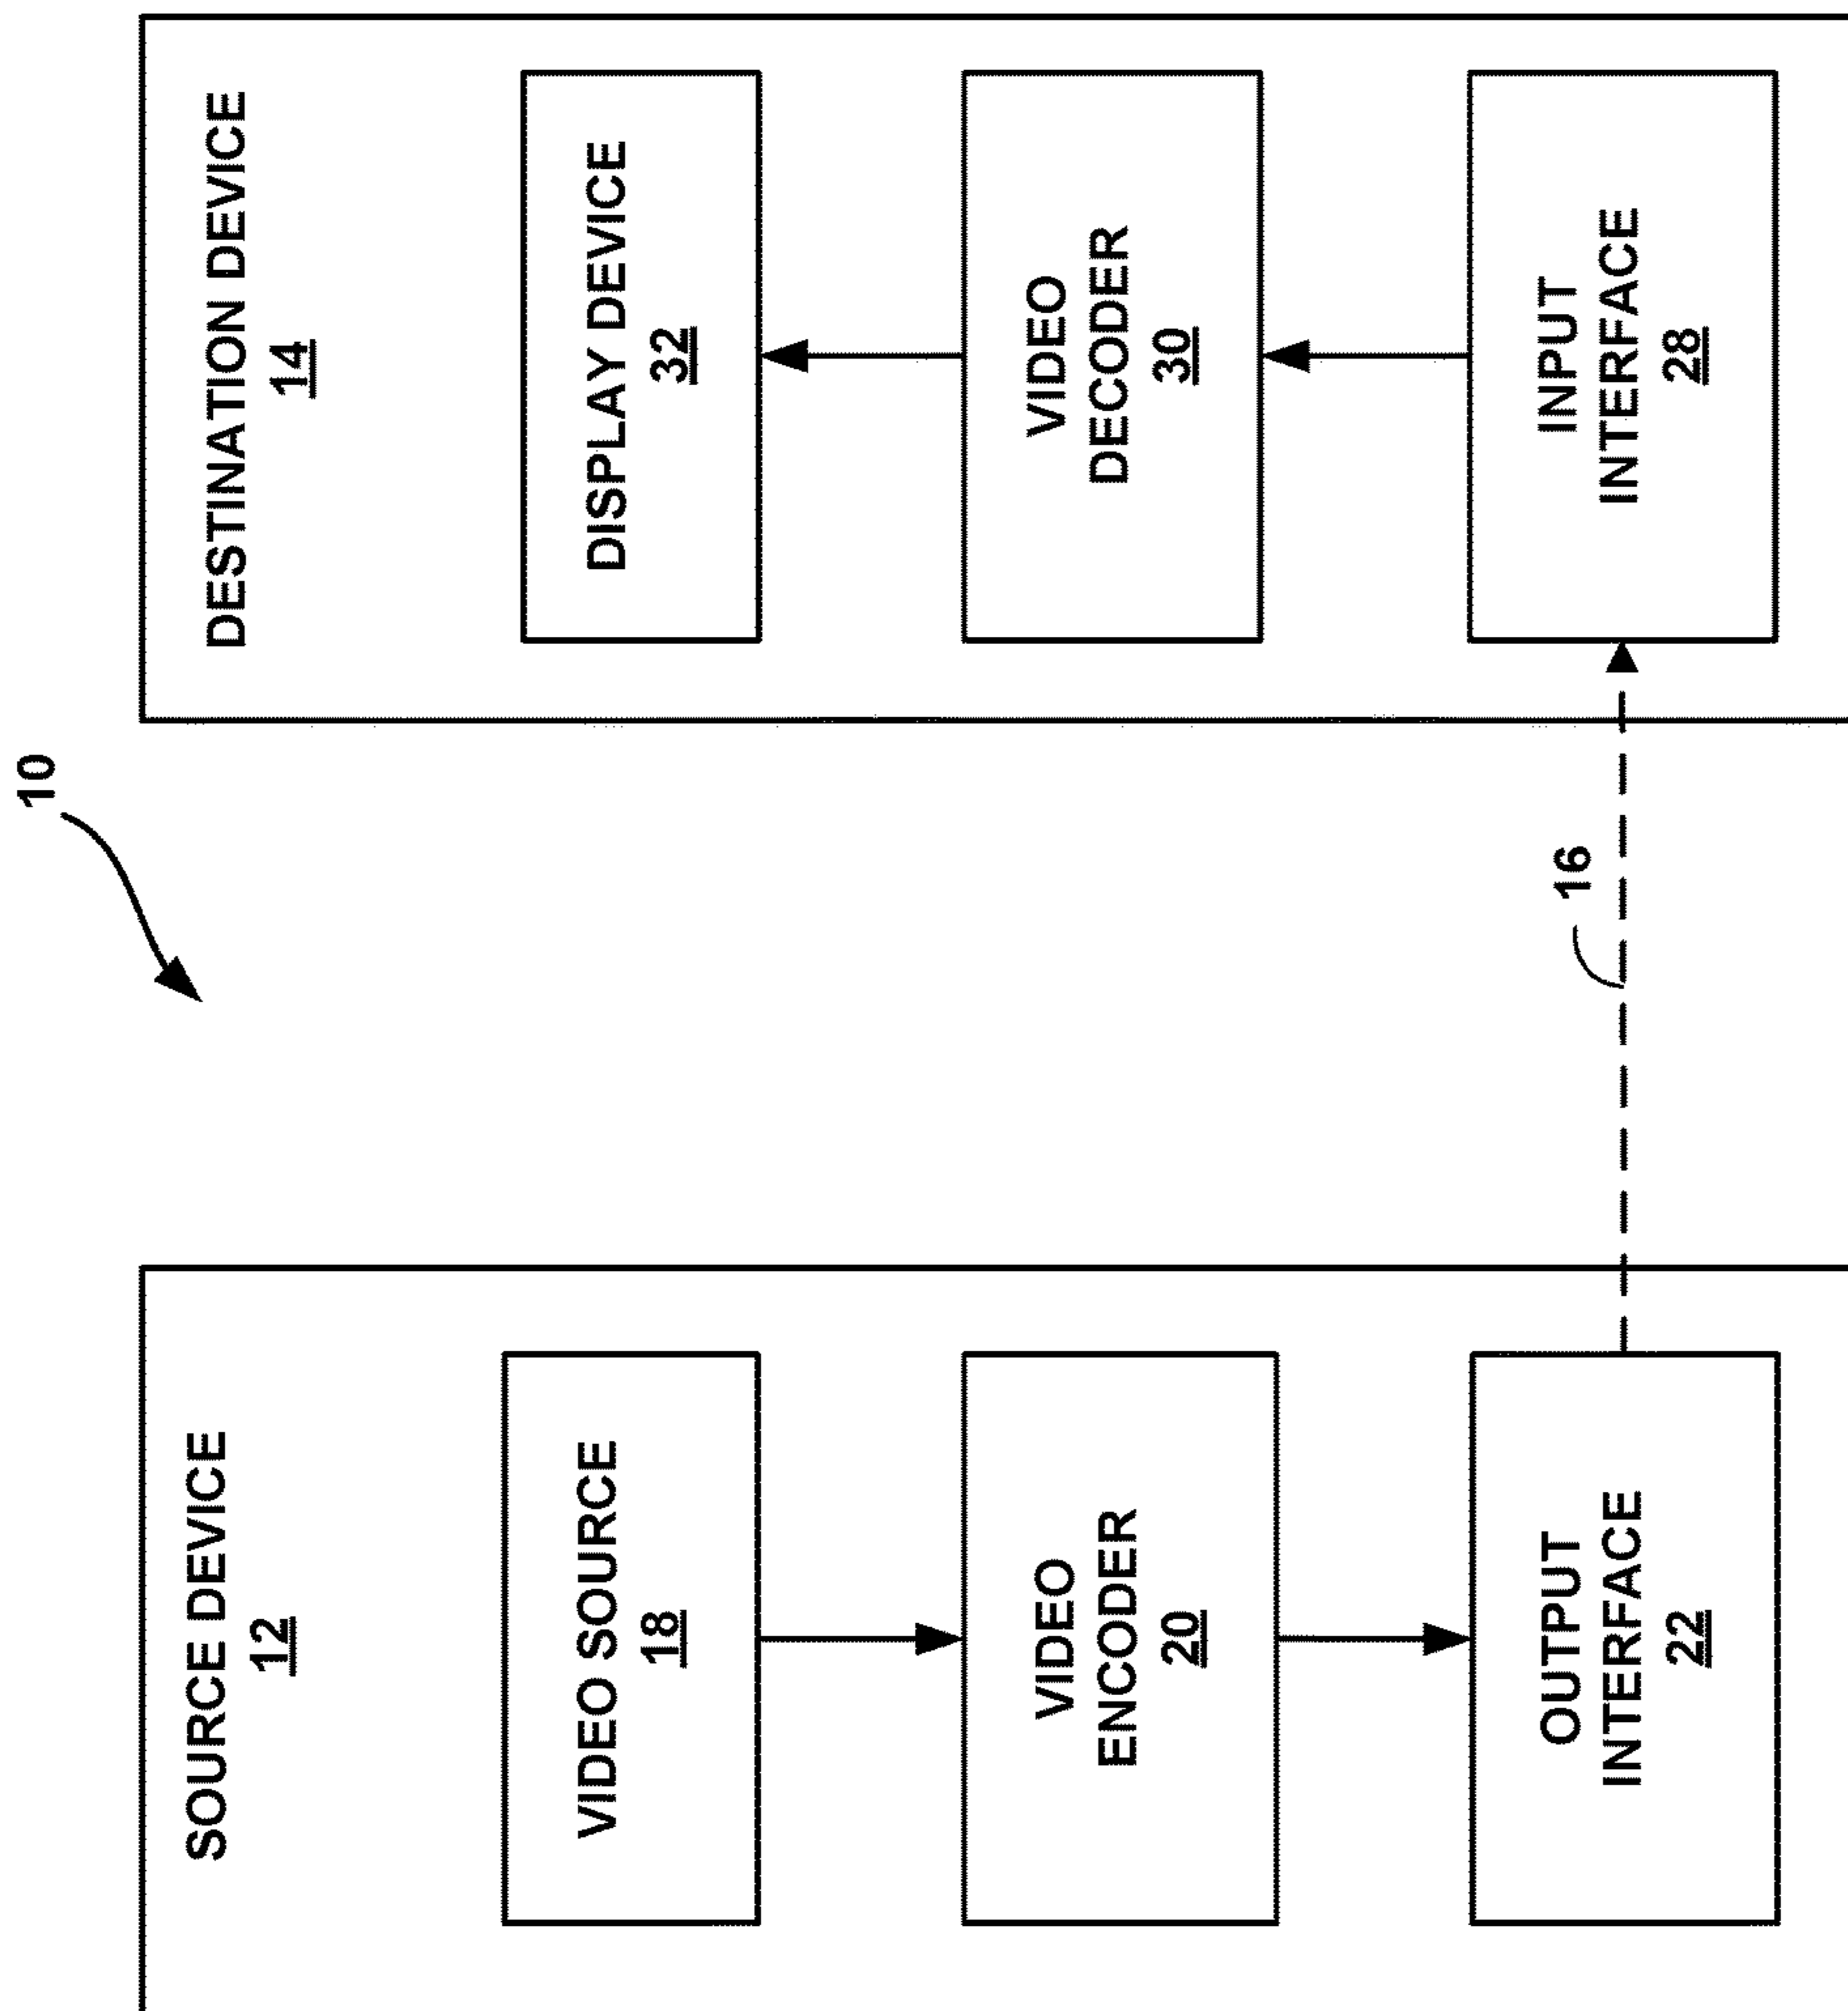 10
SOURCE DEVICE
12
VIDEO SOURCE
18
VIDEO
ENCODER
20
OUTPUT
INTERFACE
22
16
DESTINATION DEVICE
14
DISPLAY DEVICE
32
VIDEO
DECODER
30
INPUT
INTERFACE
28